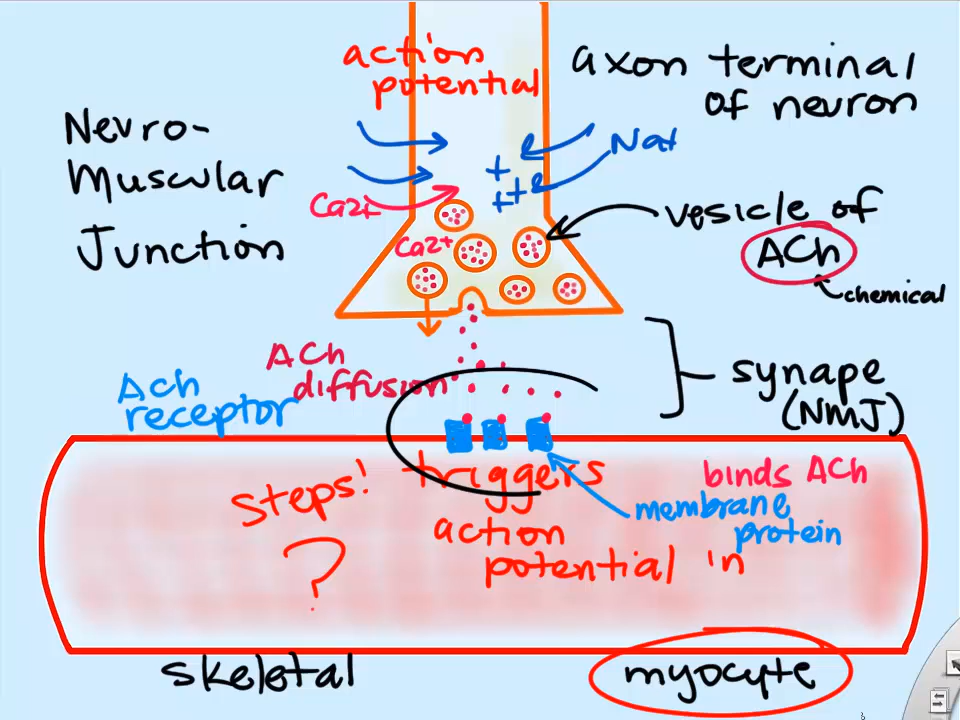 action
potential
axon terminal
of neuron
Neuro-
Muscular
Junction
Na+
+
++
Ca2+
Ca2+
vesicle of
ACh
chemical
ACh
diffusion
ACh
receptor
synape
(NMJ)
triggers
action
potential in
Steps!
?
binds ACh
membrane
protein
skeletal
myocyte